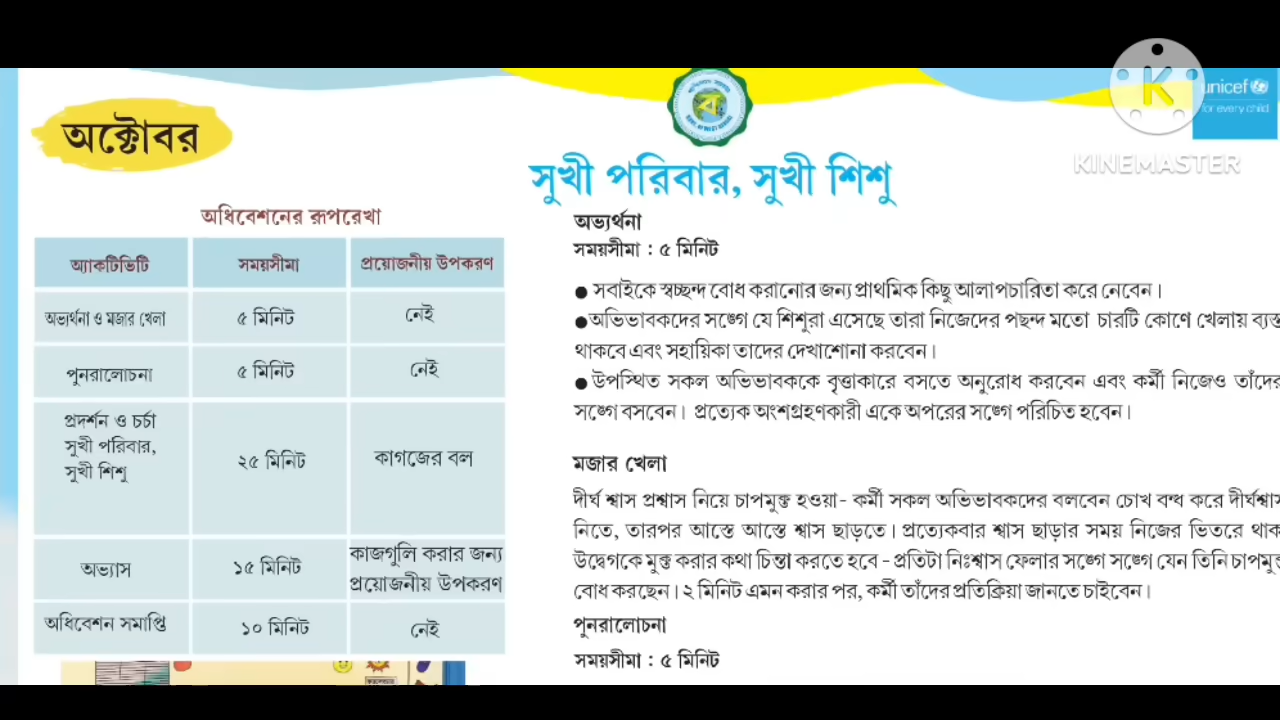 unicef
for every child
KINEMASTER
অক্টোবর
সুখী পরিবার, সুখী শিশু
অধিবেশনের রূপরেখা
অ্যাকটিভিটি সময়সীমা প্রয়োজনীয় উপকরণ
অভ্যর্থনা ও মজার খেলা ৫ মিনিট নেই
পুনরালোচনা ৫ মিনিট নেই
প্রদর্শন ও চর্চা
সুখী পরিবার,
সুখী শিশু
২৫ মিনিট কাগজের বল
অভ্যাস ১৫ মিনিট কাজগুলি করার জন্য
প্রয়োজনীয় উপকরণ
অধিবেশন সমাপ্তি ১০ মিনিট নেই
অভ্যর্থনা
সময়সীমা : ৫ মিনিট
● সবাইকে স্বচ্ছন্দ বোধ করানোর জন্য প্রাথমিক কিছু আলাপচারিতা করে নেবেন।
●অভিভাবকদের সঙ্গে যে শিশুরা এসেছে তারা নিজেদের পছন্দ মতো চারটি কোণে খেলায় ব্যস্ত
থাকবে এবং সহায়িকা তাদের দেখাশোনা করবেন।
● উপস্থিত সকল অভিভাবককে বৃত্তাকারে বসতে অনুরোধ করবেন এবং কর্মী নিজেও তাঁদের
সঙ্গে বসবেন। প্রত্যেক অংশগ্রহণকারী একে অপরের সঙ্গে পরিচিত হবেন।
মজার খেলা
দীর্ঘ শ্বাস প্রশ্বাস নিয়ে চাপমুক্ত হওয়া- কর্মী সকল অভিভাবকদের বলবেন চোখ বন্ধ করে দীর্ঘশ্বাস
নিতে, তারপর আস্তে আস্তে শ্বাস ছাড়তে। প্রত্যেকবার শ্বাস ছাড়ার সময় নিজের ভিতরে থাকা
উদ্বেগকে মুক্ত করার কথা চিন্তা করতে হবে - প্রতিটা নিঃশ্বাস ফেলার সঙ্গে সঙ্গে যেন তিনি চাপমুক্ত
বোধ করছেন। ২ মিনিট এমন করার পর, কর্মী তাঁদের প্রতিক্রিয়া জানতে চাইবেন।
পুনরালোচনা
সময়সীমা : ৫ মিনিট